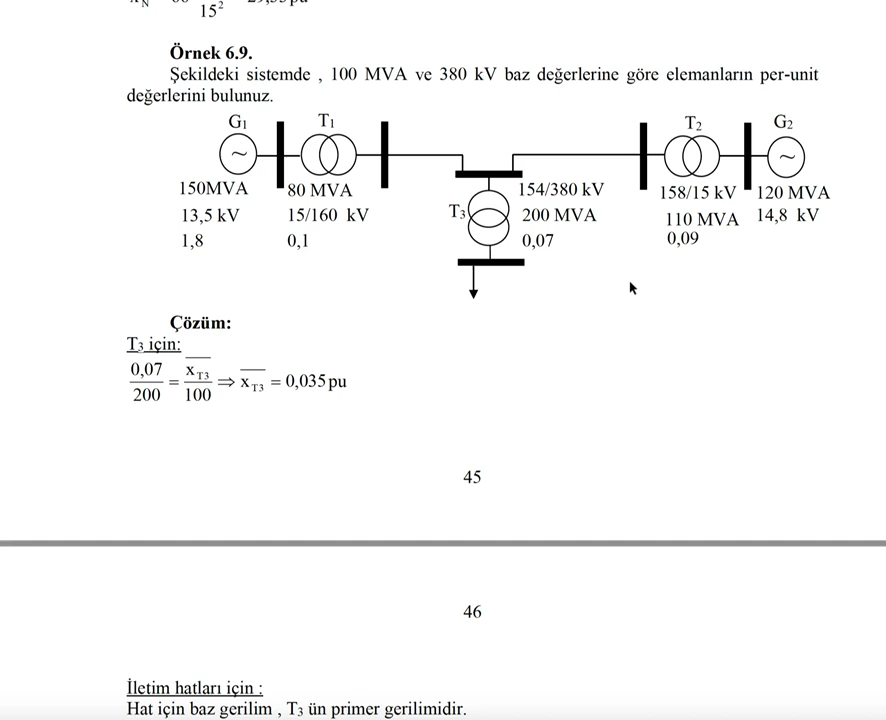 15²
Örnek 6.9.
Şekildeki sistemde , 100 MVA ve 380 kV baz değerlerine göre elemanların per-unit
değerlerini bulunuz.
G1 T1 T2 G2
150MVA 80 MVA 154/380 kV 158/15 kV 120 MVA
13,5 kV 15/160 kV T3 200 MVA 110 MVA 14,8 kV
1,8 0,1 0,07 0,09
Çözüm:
T3 için:
0,07/200 = x̅T3/100 ⇒ x̅T3 = 0,035 pu
45
46
İletim hatları için :
Hat için baz gerilim , T3 ün primer gerilimidir.